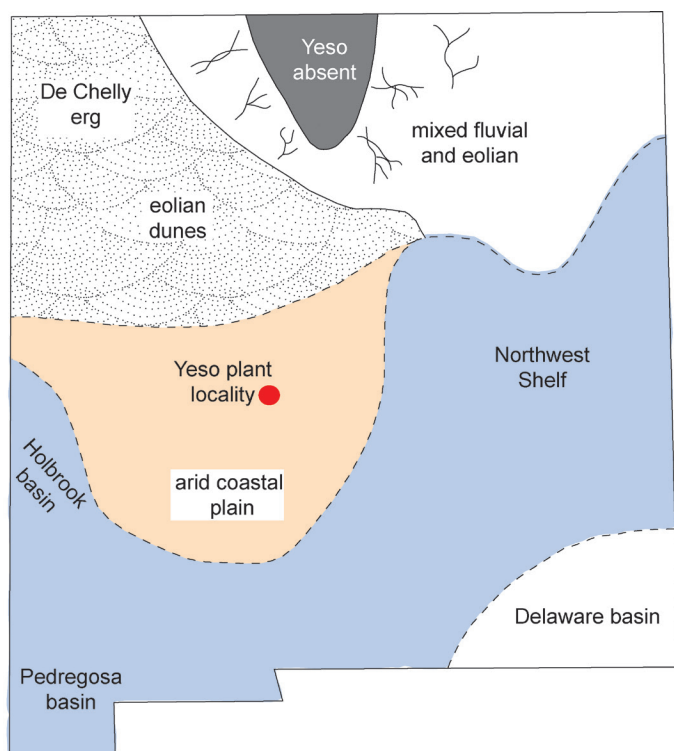 Yeso
absent
De Chelly
erg
mixed fluvial
and eolian
eolian
dunes
Northwest
Shelf
Yeso plant
locality
Holbrook
basin
arid coastal
plain
Delaware basin
Pedregosa
basin